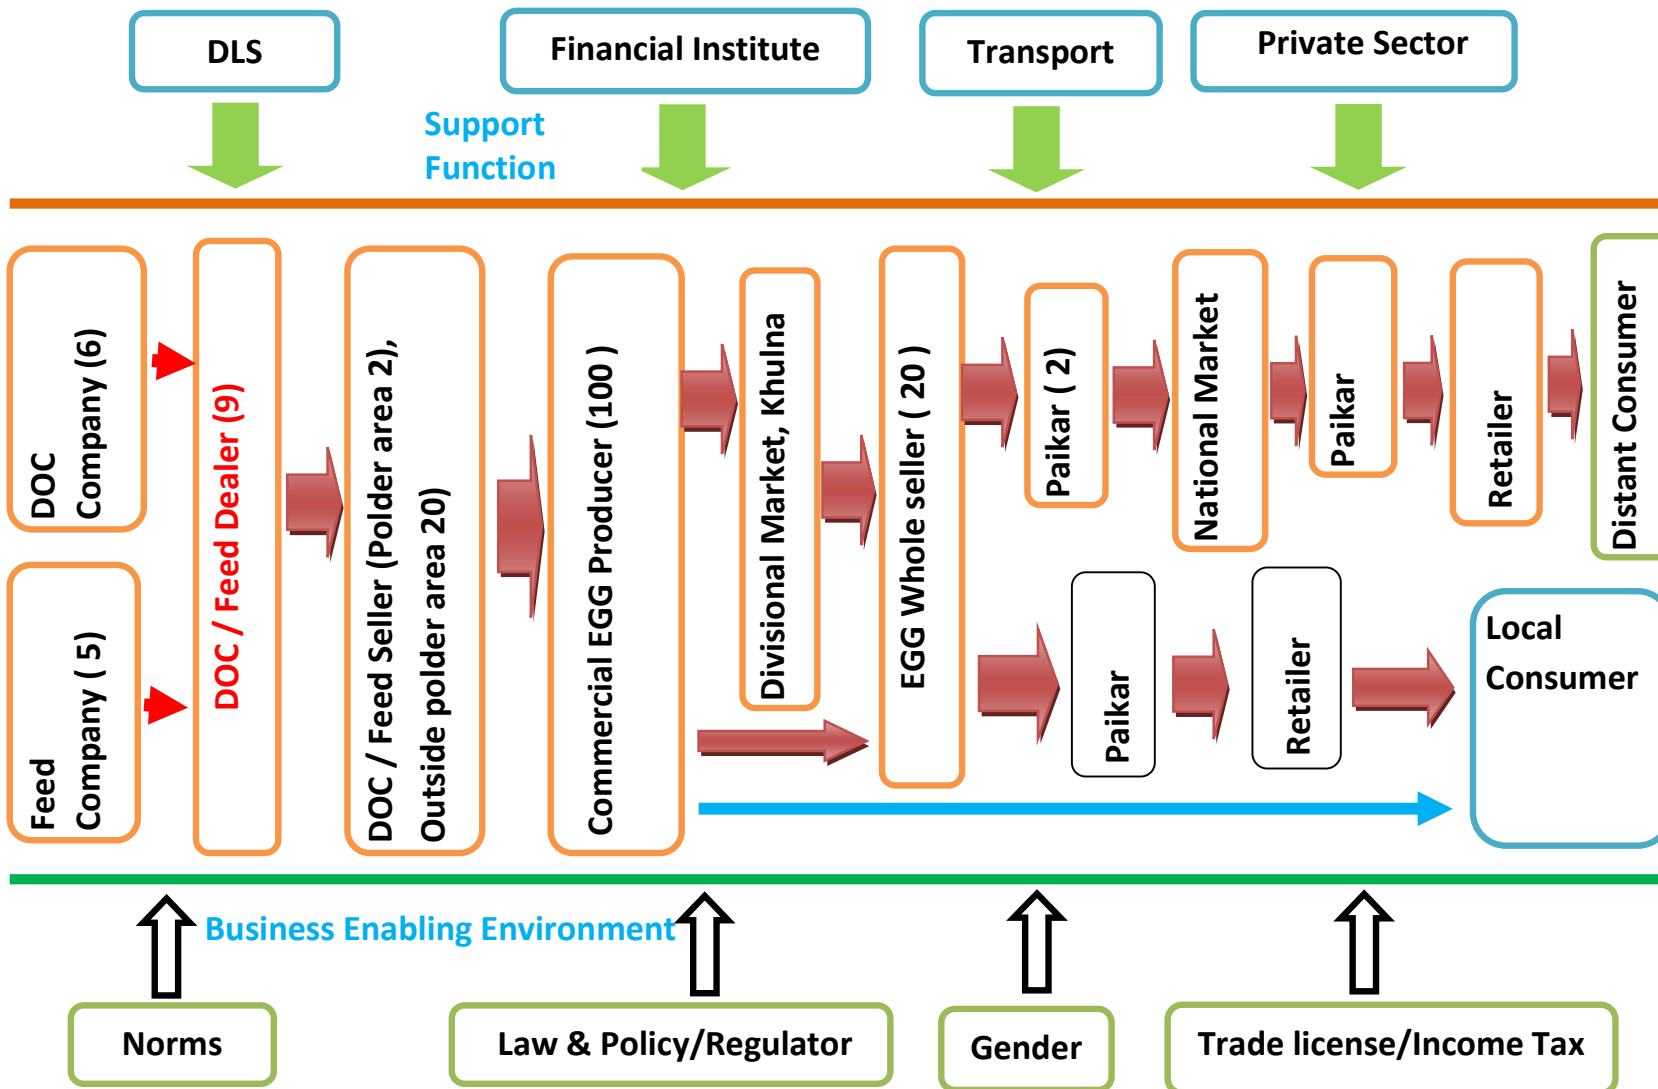 DLS
Financial Institute
Transport
Private Sector
Support
Function
DOC
Company (6)
Feed
Company ( 5)
DOC / Feed Dealer (9)
DOC / Feed Seller (Polder area 2),
Outside polder area 20)
Commercial EGG Producer (100 )
Divisional Market, Khulna
EGG Whole seller ( 20 )
Paikar ( 2)
National Market
Paikar
Retailer
Distant Consumer
Paikar
Retailer
Local
Consumer
Business Enabling Environment
Norms
Law & Policy/Regulator
Gender
Trade license/Income Tax